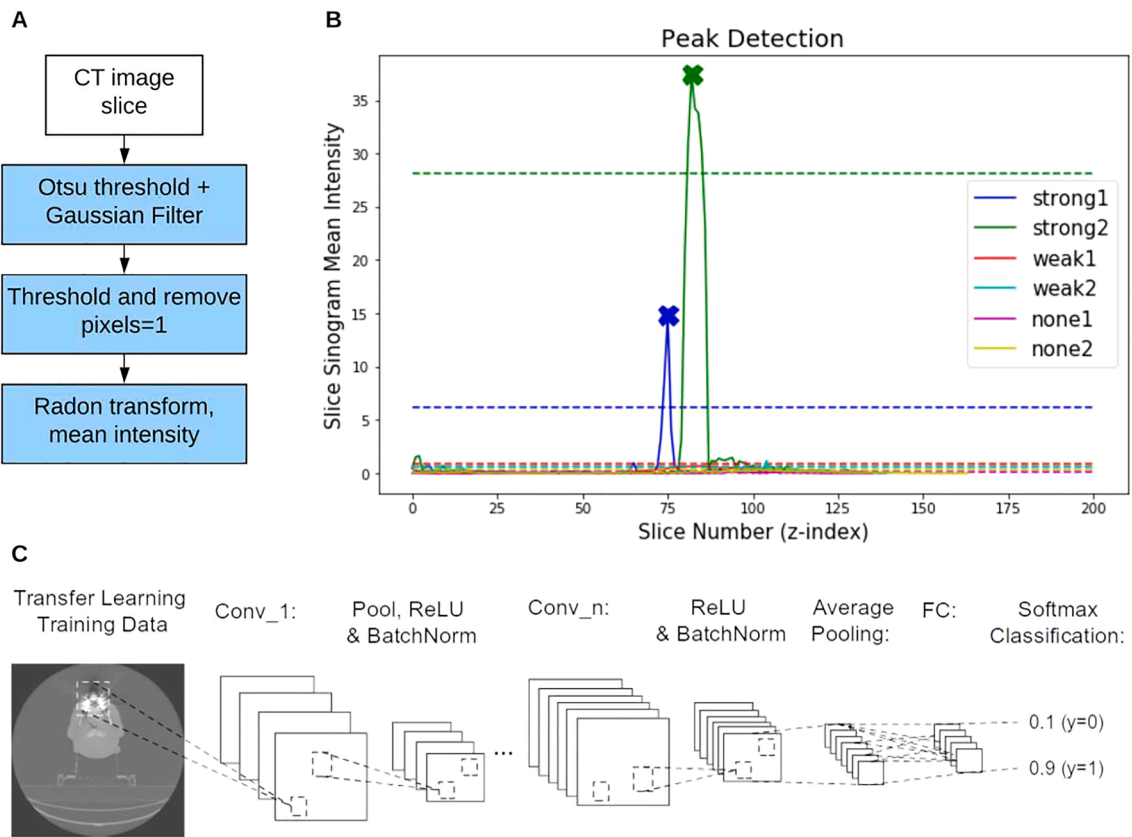 A
CT image
slice
Otsu threshold +
Gaussian Filter
Threshold and remove
pixels=1
Radon transform,
mean intensity
B
Peak Detection
Slice Sinogram Mean Intensity
35
30
25
20
15
10
5
0
0 25 50 75 100 125 150 175 200
Slice Number (z-index)
strong1
strong2
weak1
weak2
none1
none2
C
Transfer Learning
Training Data
Conv_1:
Pool, ReLU
& BatchNorm
...
Conv_n:
ReLU
& BatchNorm
Average
Pooling:
FC:
Softmax
Classification:
0.1 (y=0)
0.9 (y=1)